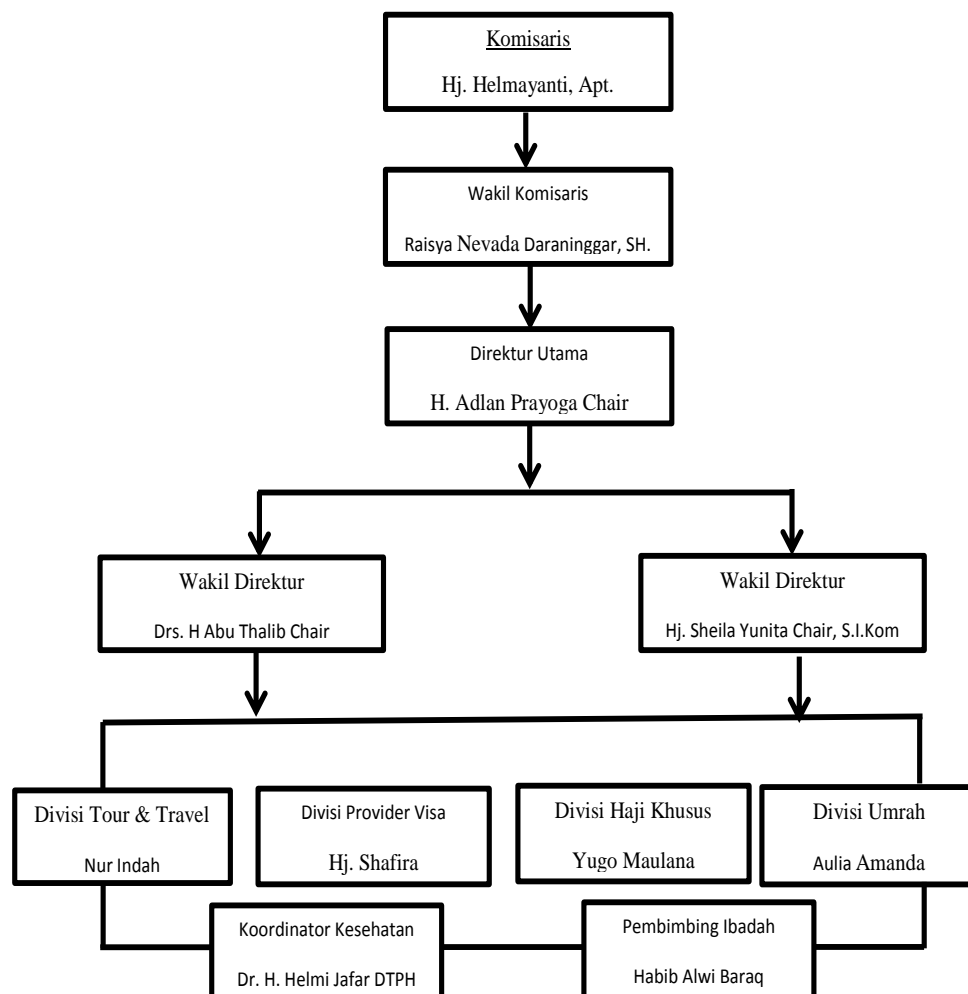 Komisaris
Hj. Helmayanti, Apt.
Wakil Komisaris
Raisya Nevada Daraninggar, SH.
Direktur Utama
H. Adlan Prayoga Chair
Wakil Direktur
Drs. H Abu Thalib Chair
Wakil Direktur
Hj. Sheila Yunita Chair, S.I.Kom
Divisi Tour & Travel
Nur Indah
Divisi Provider Visa
Hj. Shafira
Divisi Haji Khusus
Yugo Maulana
Divisi Umrah
Aulia Amanda
Koordinator Kesehatan
Dr. H. Helmi Jafar DTPH
Pembimbing Ibadah
Habib Alwi Baraq